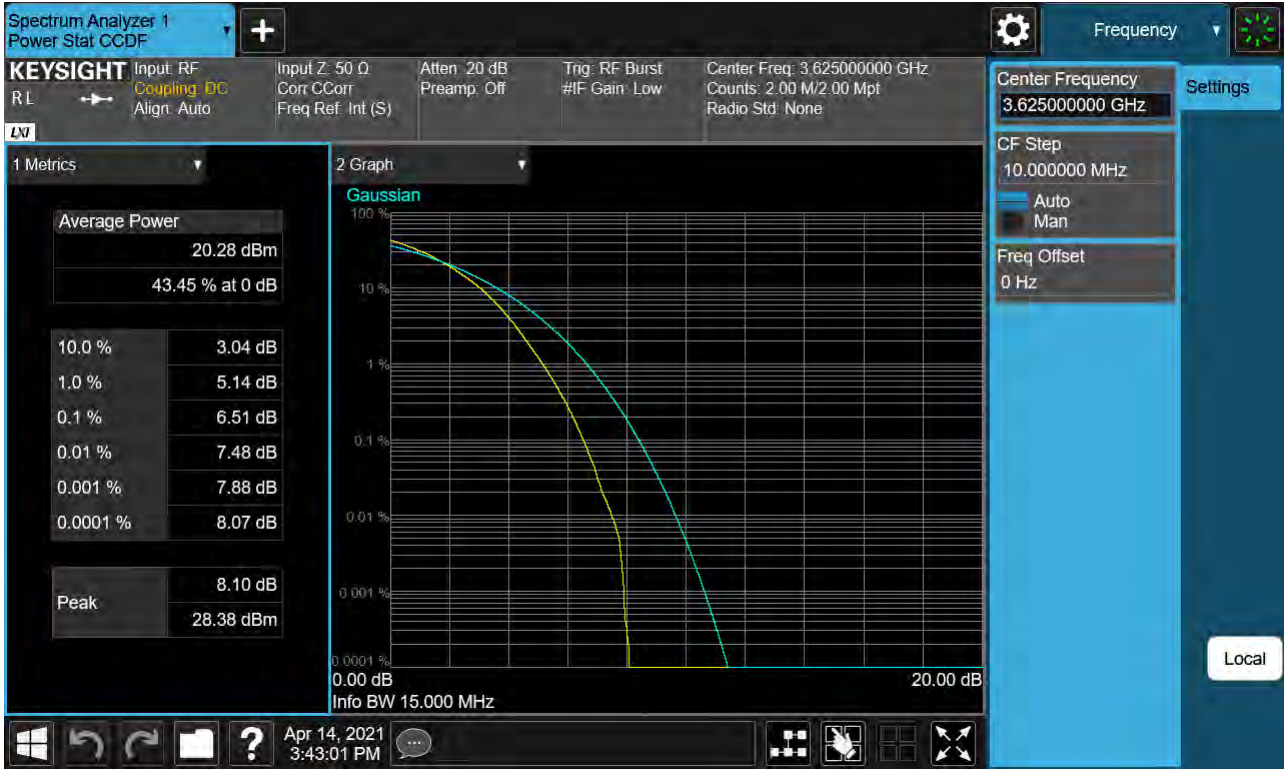 Spectrum Analyzer 1
Power Stat CCDF
Frequency
KEYSIGHT
R L
LXI
Input: RF
Coupling: DC
Align: Auto
Input Z: 50 Ω
Corr CCorr
Freq Ref: Int (S)
Atten: 20 dB
Preamp: Off
Trig: RF Burst
#IF Gain: Low
Center Freq: 3.625000000 GHz
Counts: 2.00 M/2.00 Mpt
Radio Std: None
Center Frequency
3.625000000 GHz
Settings
CF Step
10.000000 MHz
Auto
Man
Freq Offset
0 Hz
Local
1 Metrics
Average Power
20.28 dBm
43.45 % at 0 dB
10.0 % 3.04 dB
1.0 % 5.14 dB
0.1 % 6.51 dB
0.01 % 7.48 dB
0.001 % 7.88 dB
0.0001 % 8.07 dB
Peak
8.10 dB
28.38 dBm
2 Graph
Gaussian
100 %
10 %
1 %
0.1 %
0.01 %
0.001 %
0.0001 %
0.00 dB 20.00 dB
Info BW 15.000 MHz
?
Apr 14, 2021
3:43:01 PM